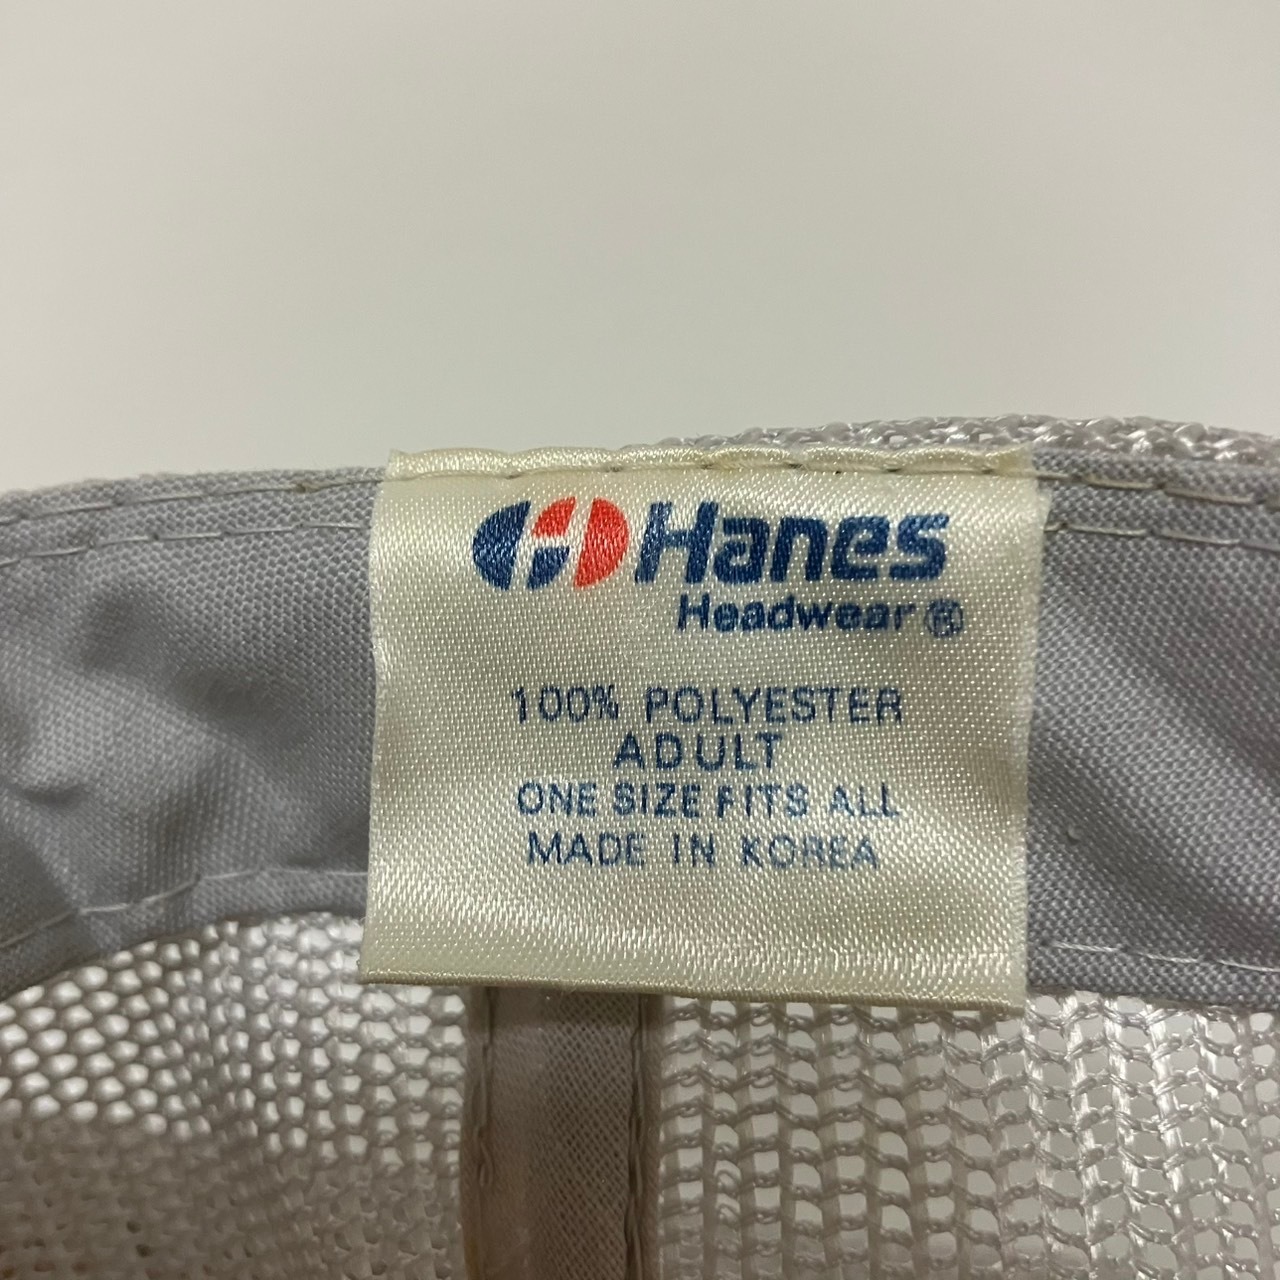 Hanes
Headwear ®
100% POLYESTER
ADULT
ONE SIZE FITS ALL
MADE IN KOREA